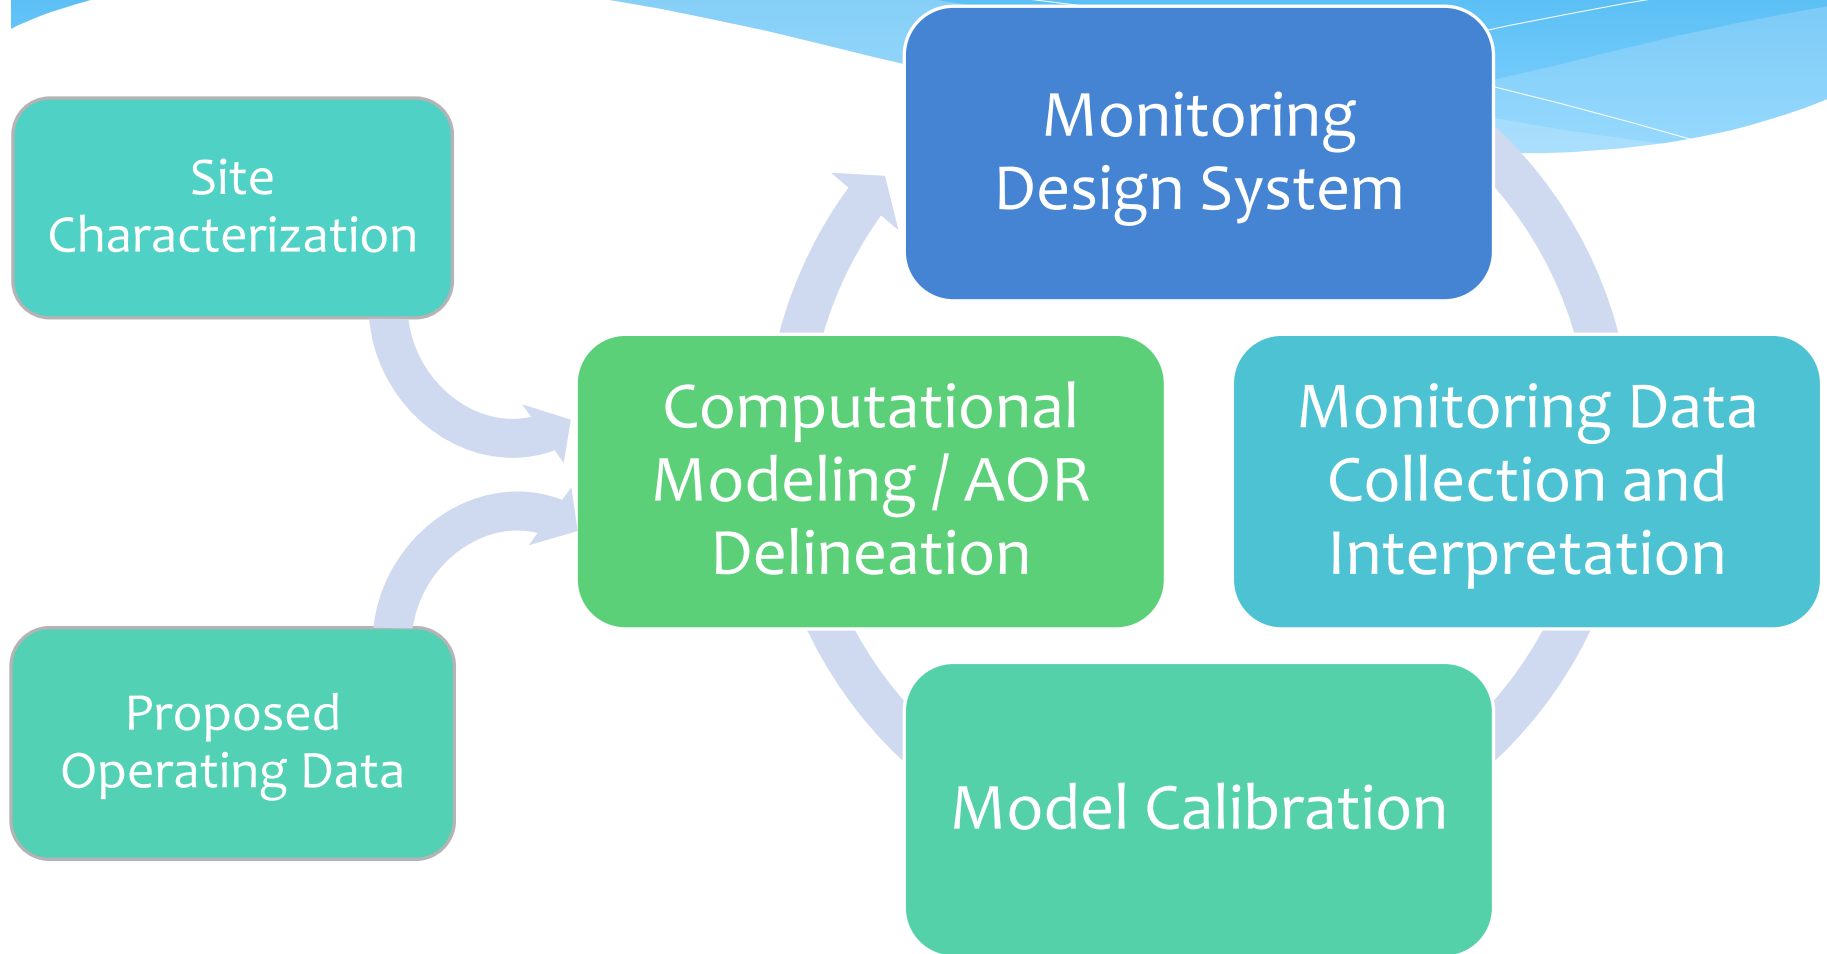 Site
Characterization
Proposed
Operating Data
Computational
Modeling / AOR
Delineation
Monitoring
Design System
Monitoring Data
Collection and
Interpretation
Model Calibration